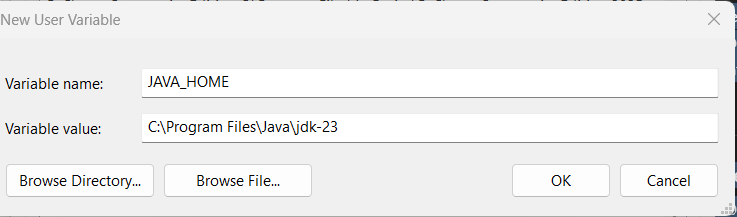 New User Variable
Variable name: JAVA_HOME
Variable value: C:\Program Files\Java\jdk-23
Browse Directory... Browse File... OK Cancel